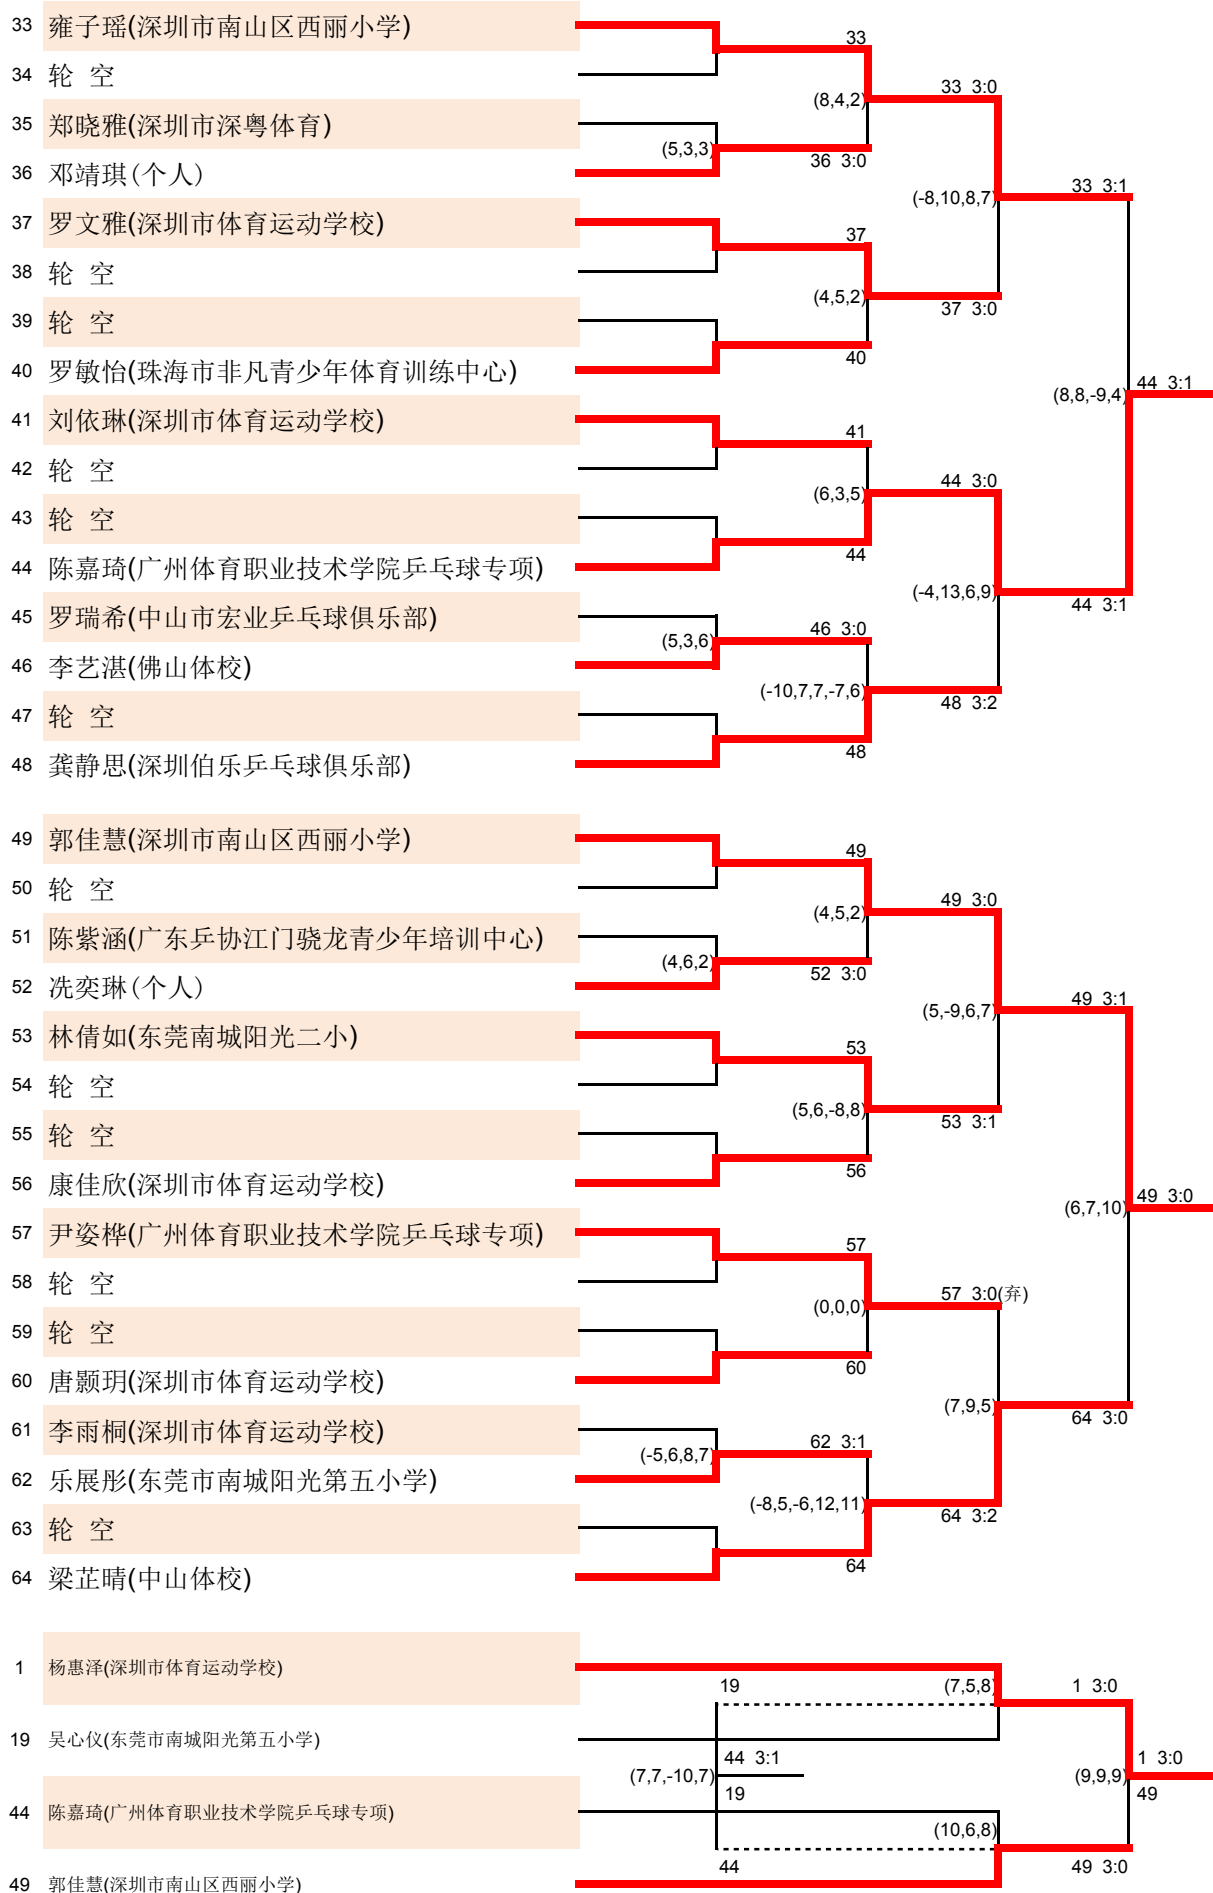 33 雍子瑶(深圳市南山区西丽小学)
33
34 轮 空
33 3:0
(8,4,2)
35 郑晓雅(深圳市深粤体育)
(5,3,3)
36 3:0
36 邓靖琪(个人)
(-8,10,8,7)
33 3:1
37 罗文雅(深圳市体育运动学校)
37
38 轮 空
(4,5,2)
37 3:0
39 轮 空
40
40 罗敏怡(珠海市非凡青少年体育训练中心)
(8,8,-9,4)
44 3:1
41 刘依琳(深圳市体育运动学校)
41
42 轮 空
44 3:0
(6,3,5)
43 轮 空
44
44 陈嘉琦(广州体育职业技术学院乒乓球专项)
(-4,13,6,9)
44 3:1
45 罗瑞希(中山市宏业乒乓球俱乐部)
46 3:0
(5,3,6)
46 李艺湛(佛山体校)
(-10,7,7,-7,6)
48 3:2
47 轮 空
48
48 龚静思(深圳伯乐乒乓球俱乐部)
49 郭佳慧(深圳市南山区西丽小学)
49
50 轮 空
49 3:0
(4,5,2)
51 陈紫涵(广东乒协江门骁龙青少年培训中心)
(4,6,2)
52 3:0
52 冼奕琳(个人)
49 3:1
(5,-9,6,7)
53 林倩如(东莞南城阳光二小)
53
54 轮 空
(5,6,-8,8)
53 3:1
55 轮 空
56
56 康佳欣(深圳市体育运动学校)
(6,7,10)
49 3:0
57 尹姿桦(广州体育职业技术学院乒乓球专项)
57
58 轮 空
57 3:0(弃)
(0,0,0)
59 轮 空
60
60 唐颢玥(深圳市体育运动学校)
(7,9,5)
64 3:0
61 李雨桐(深圳市体育运动学校)
62 3:1
(-5,6,8,7)
62 乐展彤(东莞市南城阳光第五小学)
(-8,5,-6,12,11)
64 3:2
63 轮 空
64
64 梁芷晴(中山体校)
1 杨惠泽(深圳市体育运动学校)
19
(7,5,8)
1 3:0
19 吴心仪(东莞市南城阳光第五小学)
44 3:1
1 3:0
(7,7,-10,7)
(9,9,9)
19
49
44 陈嘉琦(广州体育职业技术学院乒乓球专项)
(10,6,8)
44
49 3:0
49 郭佳慧(深圳市南山区西丽小学)